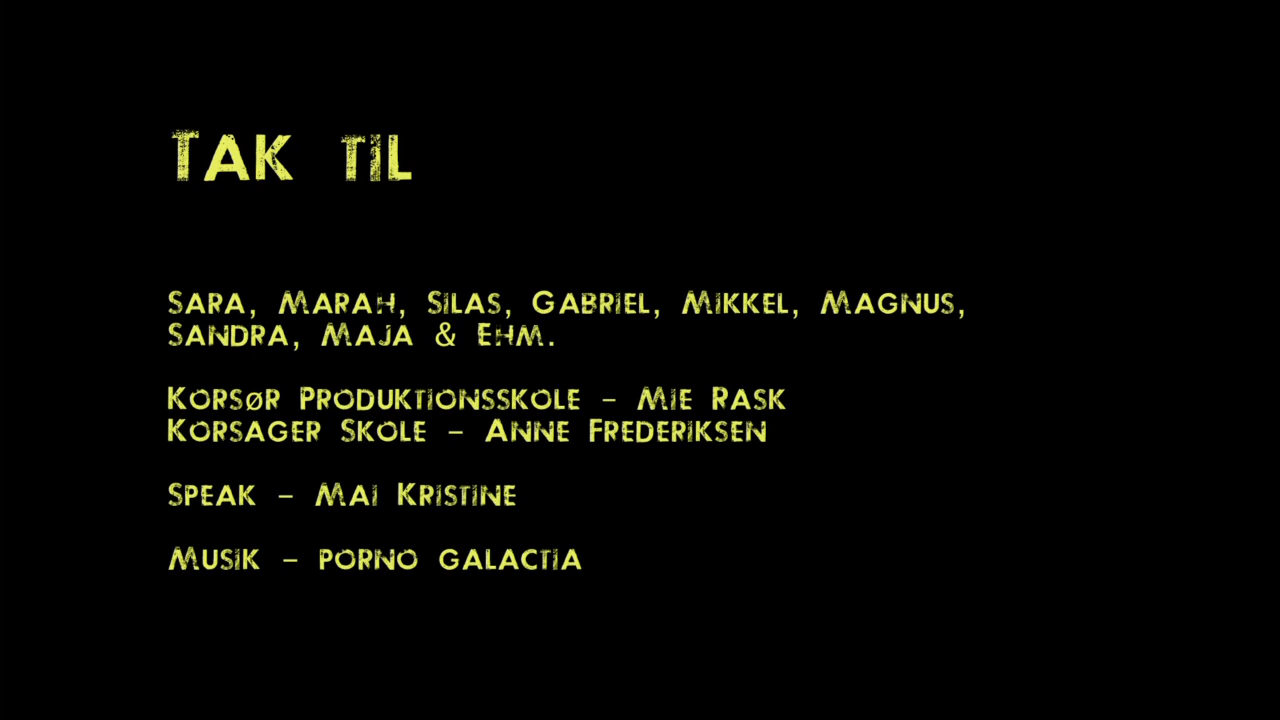 Tak til
Sara, Marah, Silas, Gabriel, Mikkel, Magnus,
Sandra, Maja & Ehm.
Korsør Produktionsskole – Mie Rask
Korsager Skole – Anne Frederiksen
Speak – Mai Kristine
Musik – porno galactia